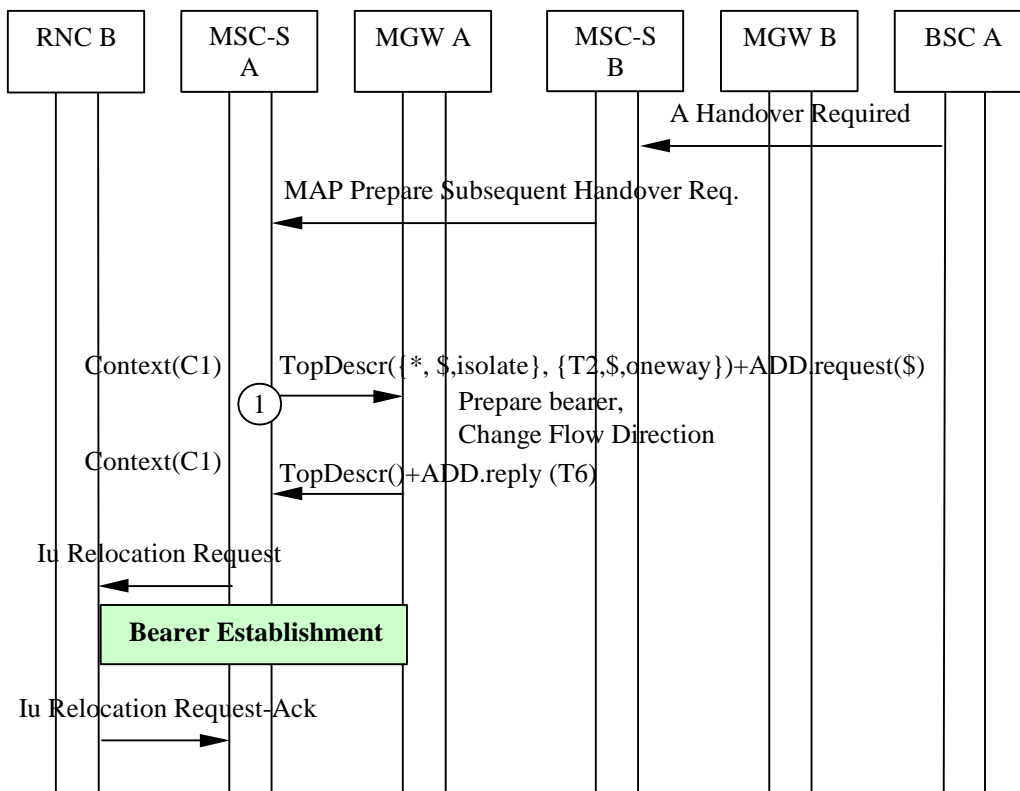 RNC B
MSC-S
A
MGW A
MSC-S
B
MGW B
BSC A
A Handover Required
MAP Prepare Subsequent Handover Req.
Context(C1)
TopDescr({*, $,isolate}, {T2,$,oneway})+ADD.request($)
1
Prepare bearer,
Change Flow Direction
Context(C1)
TopDescr()+ADD.reply (T6)
Iu Relocation Request
Bearer Establishment
Iu Relocation Request-Ack